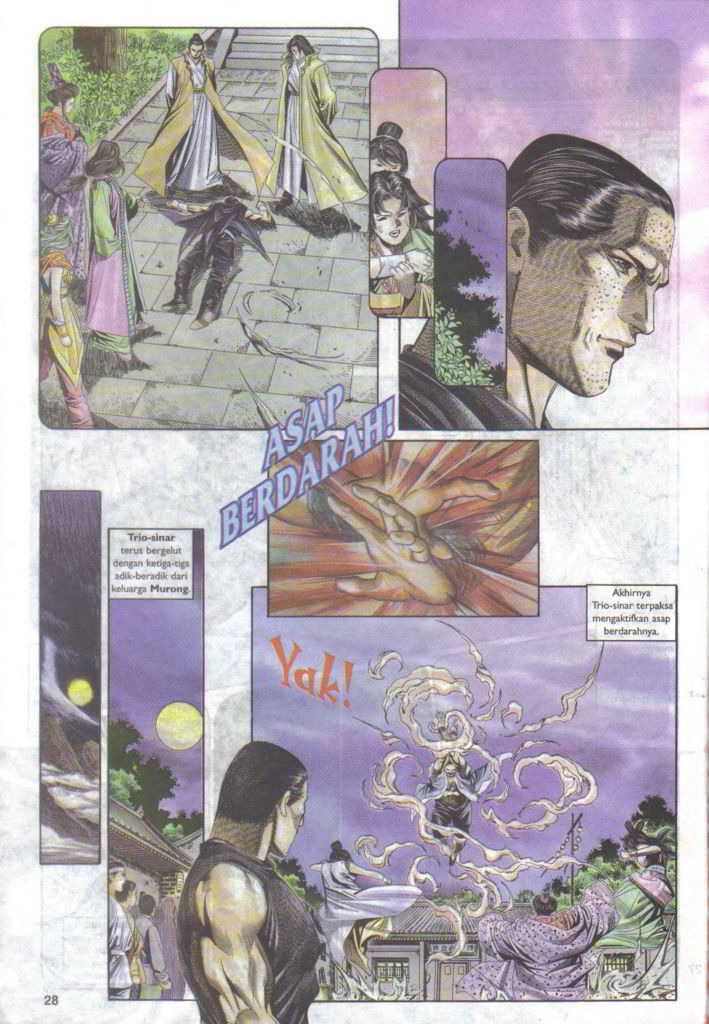 ASAP
BERDARAH!
Trio-sinar
terus bergelut
dengan ketiga-tiga
adik-beradik dari
keluarga Murong.
Akhirnya
Trio-sinar terpaksa
mengaktifkan asap
berdarahnya.
Yak!
28